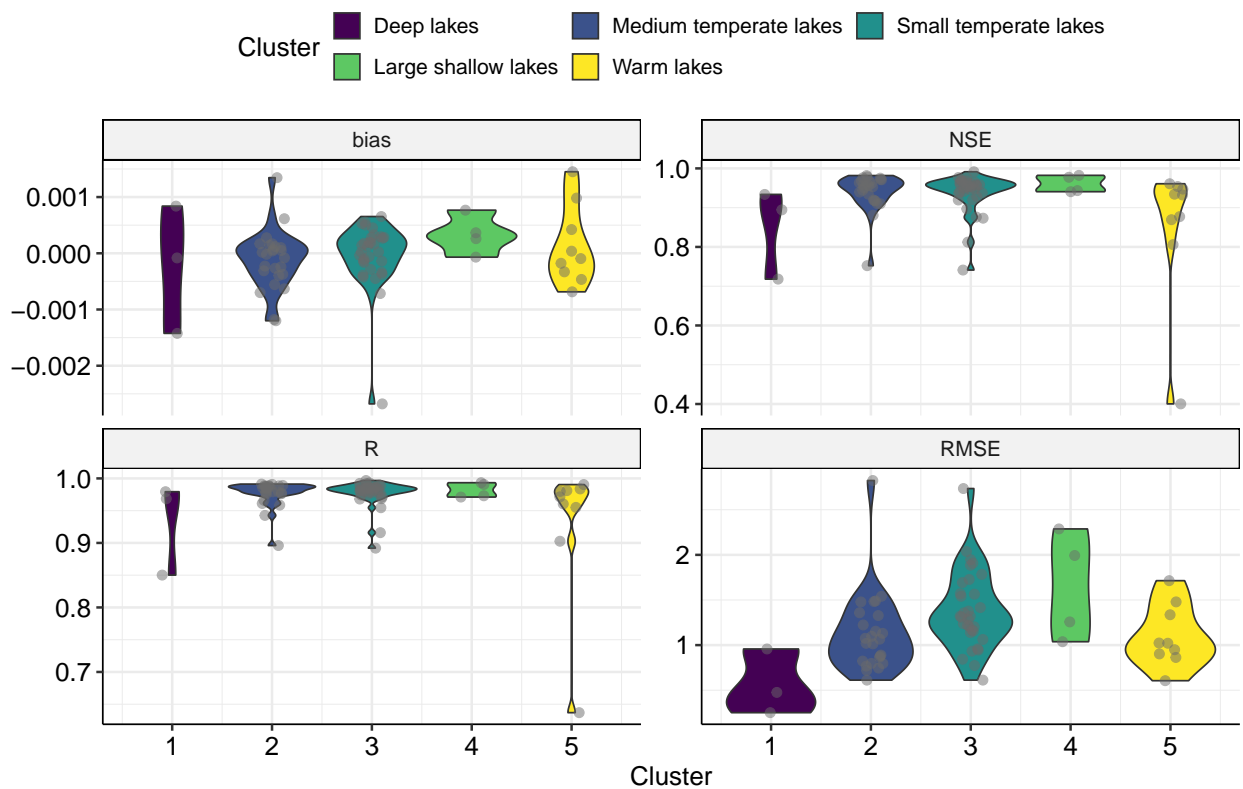 Cluster
Deep lakes
Medium temperate lakes
Small temperate lakes
Large shallow lakes
Warm lakes
bias
0.001
0.000
−0.001
−0.002
NSE
1.0
0.8
0.6
0.4
R
1.0
0.9
0.8
0.7
1 2 3 4 5
RMSE
2
1
1 2 3 4 5
Cluster